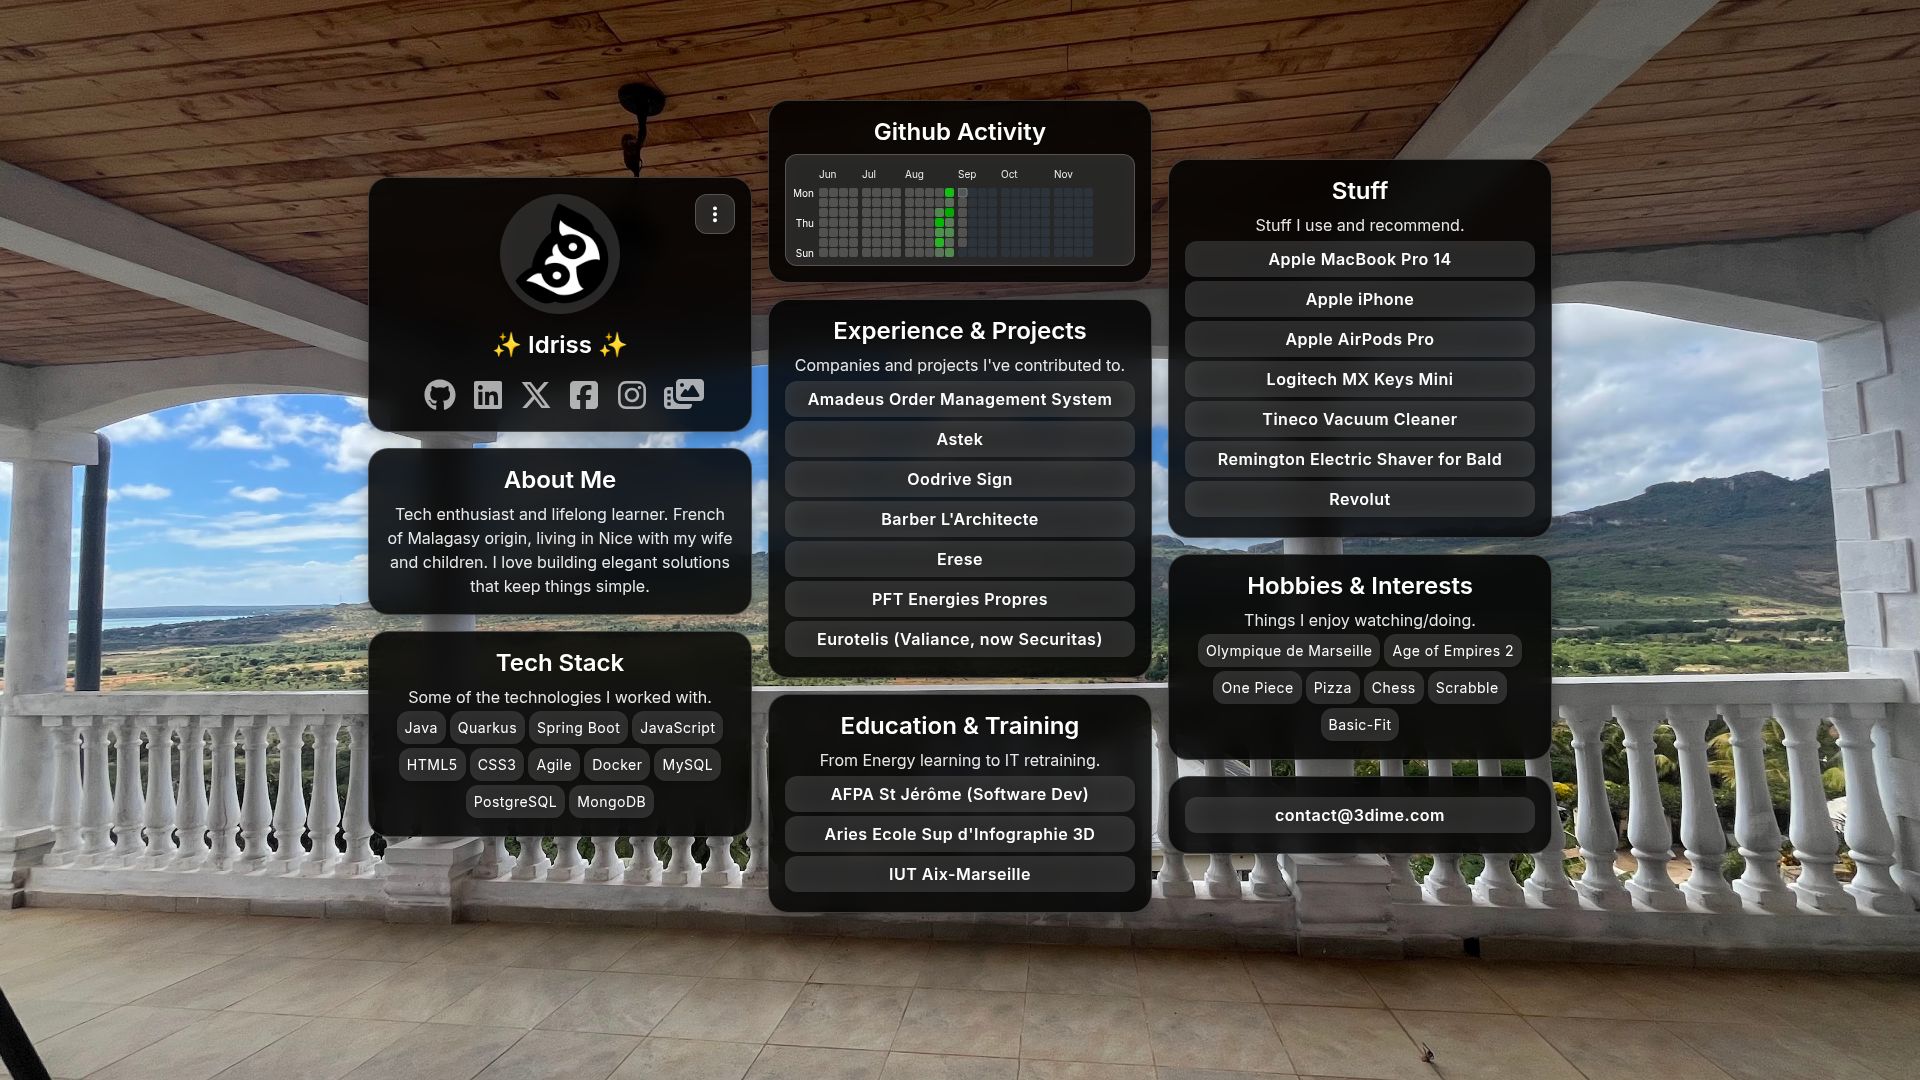 ✨ Idriss ✨
About Me
Tech enthusiast and lifelong learner. French
of Malagasy origin, living in Nice with my wife
and children. I love building elegant solutions
that keep things simple.
Tech Stack
Some of the technologies I worked with.
Java Quarkus Spring Boot JavaScript
HTML5 CSS3 Agile Docker MySQL
PostgreSQL MongoDB
Github Activity
Jun Jul Aug Sep Oct Nov
Mon
Thu
Sun
Experience & Projects
Companies and projects I've contributed to.
Amadeus Order Management System
Astek
Oodrive Sign
Barber L'Architecte
Erese
PFT Energies Propres
Eurotelis (Valiance, now Securitas)
Education & Training
From Energy learning to IT retraining.
AFPA St Jérôme (Software Dev)
Aries Ecole Sup d'Infographie 3D
IUT Aix-Marseille
Stuff
Stuff I use and recommend.
Apple MacBook Pro 14
Apple iPhone
Apple AirPods Pro
Logitech MX Keys Mini
Tineco Vacuum Cleaner
Remington Electric Shaver for Bald
Revolut
Hobbies & Interests
Things I enjoy watching/doing.
Olympique de Marseille Age of Empires 2
One Piece Pizza Chess Scrabble
Basic-Fit
contact@3dime.com